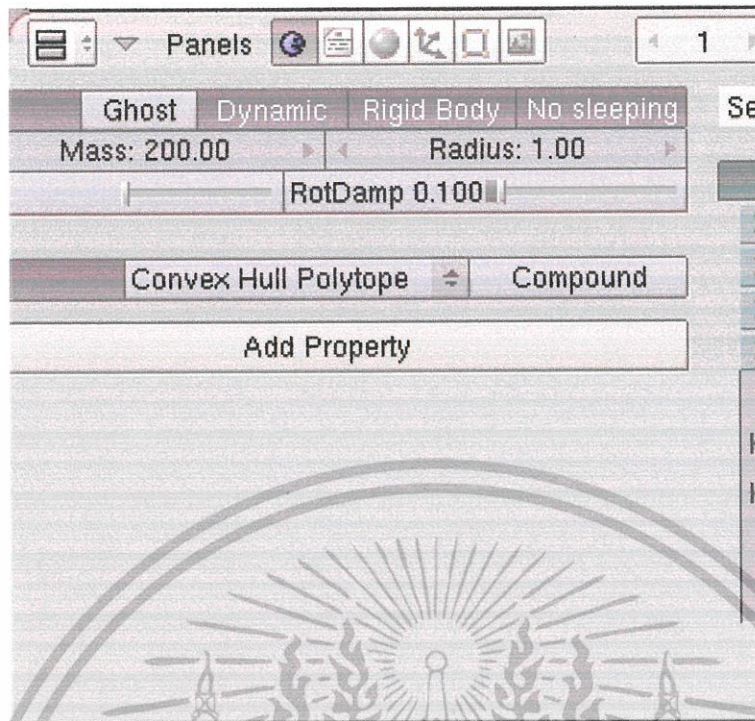 Panels 1
Ghost Dynamic Rigid Body No sleeping Se
Mass: 200.00 Radius: 1.00
RotDamp 0.100
Convex Hull Polytope Compound
Add Property